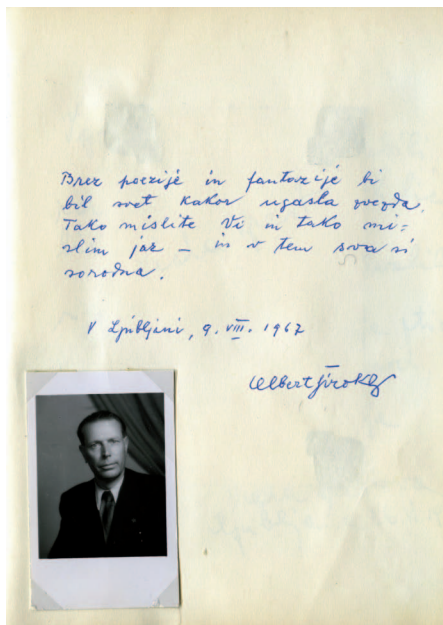 Brez poezije in fantazije bi
bil svet kakor ugasla zvezda.
Tako mislite Vi in tako mi=
slim jaz – in v tem sva si
sorodna.
V Ljubljani, 9. VIII. 1967
Albert Široky